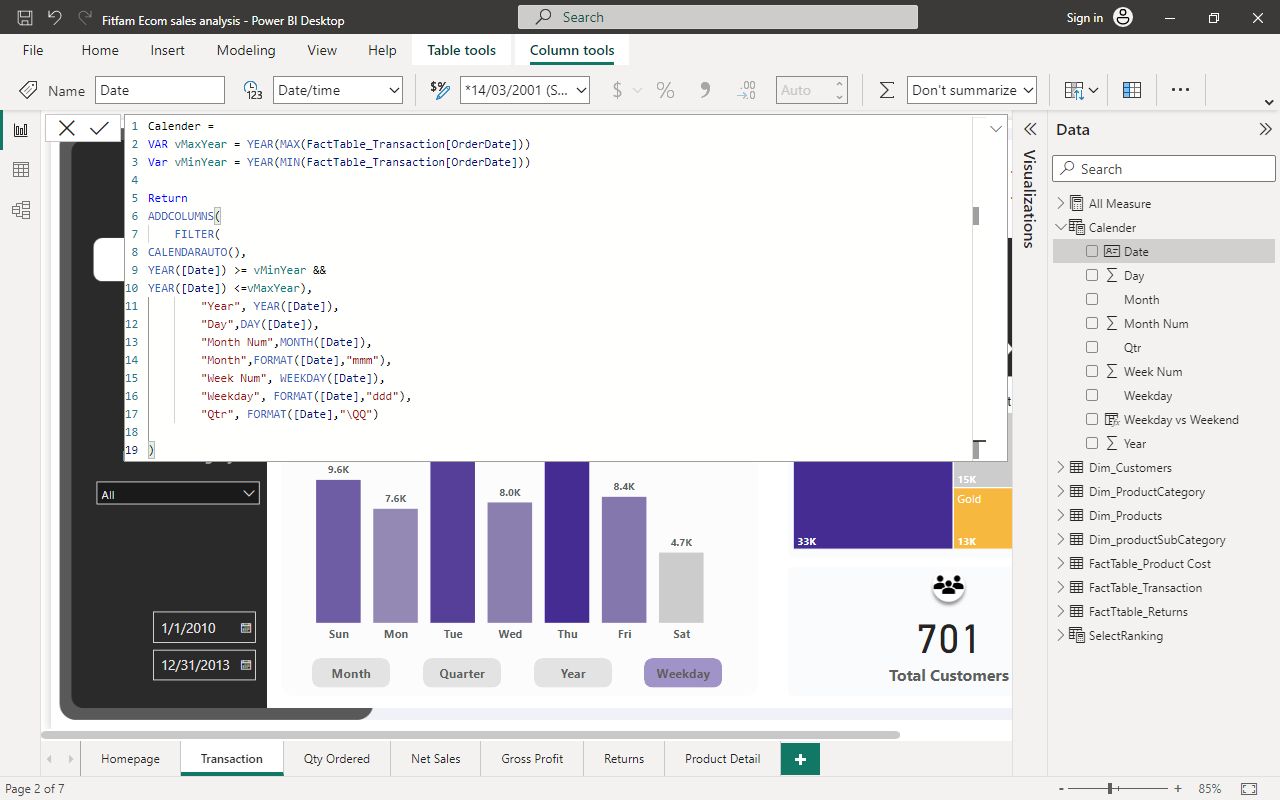 Fitfam Ecom sales analysis - Power BI Desktop
Search
Sign in
File
Home
Insert
Modeling
View
Help
Table tools
Column tools
Name
Date
Date/time
*14/03/2001 (S...
$
%
Auto
Don't summarize
1 Calender =
2 VAR vMaxYear = YEAR(MAX(FactTable_Transaction[OrderDate]))
3 Var vMinYear = YEAR(MIN(FactTable_Transaction[OrderDate]))
4
5 Return
6 ADDCOLUMNS(
7 FILTER(
8 CALENDARAUTO(),
9 YEAR([Date]) >= vMinYear &&
10 YEAR([Date]) <=vMaxYear),
11 "Year", YEAR([Date]),
12 "Day",DAY([Date]),
13 "Month Num",MONTH([Date]),
14 "Month",FORMAT([Date],"mmm"),
15 "Week Num", WEEKDAY([Date]),
16 "Weekday", FORMAT([Date],"ddd"),
17 "Qtr", FORMAT([Date],"\QQ")
18
19 )
All
1/1/2010
12/31/2013
9.6K
7.6K
8.0K
8.4K
4.7K
Sun
Mon
Tue
Wed
Thu
Fri
Sat
Month
Quarter
Year
Weekday
15K
Gold
33K
13K
701
Total Customers
Visualizations
Data
Search
All Measure
Calender
Date
Day
Month
Month Num
Qtr
Week Num
Weekday
Weekday vs Weekend
Year
Dim_Customers
Dim_ProductCategory
Dim_Products
Dim_productSubCategory
FactTable_Product Cost
FactTable_Transaction
FactTtable_Returns
SelectRanking
Homepage
Transaction
Qty Ordered
Net Sales
Gross Profit
Returns
Product Detail
+
Page 2 of 7
- + 85%